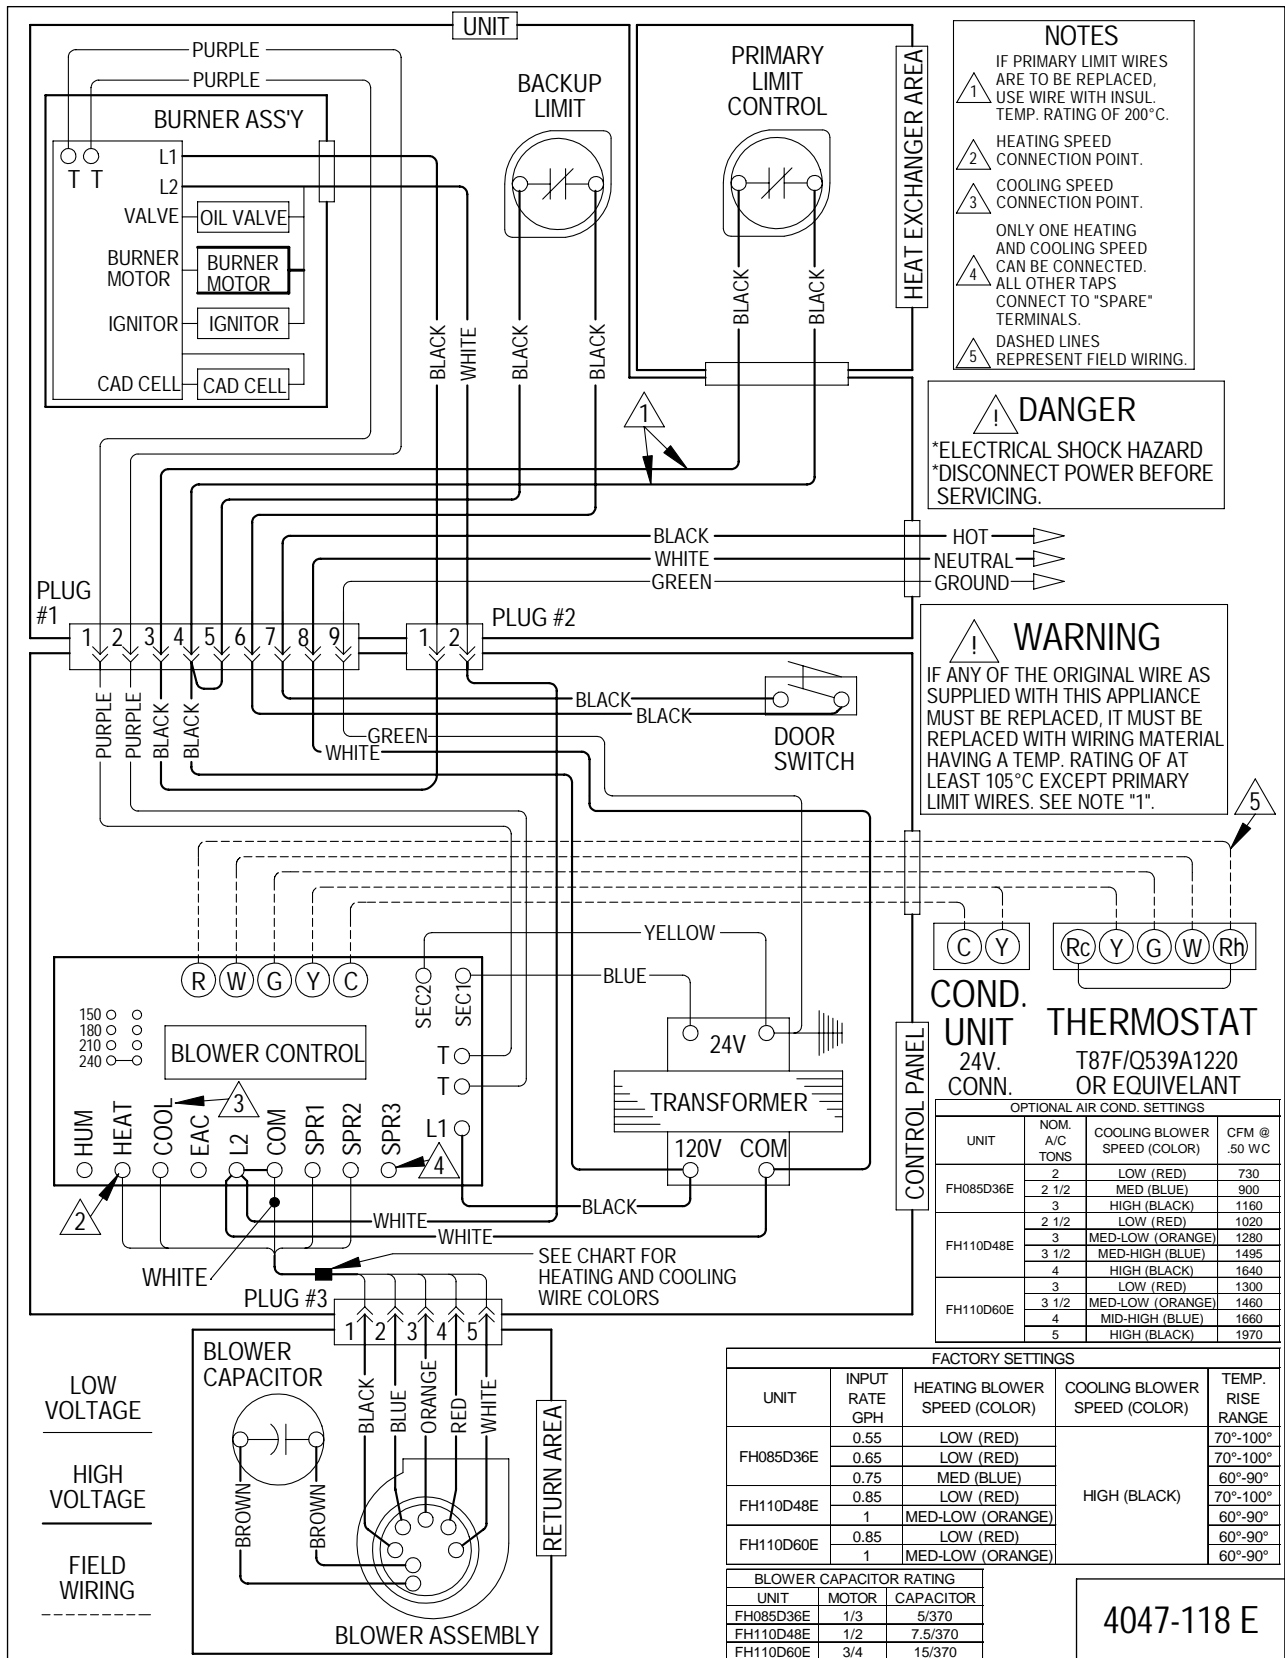 UNIT
PURPLE
PURPLE
BURNER ASS'Y
T T
L1
L2
VALVE
OIL VALVE
BURNER
MOTOR
BURNER
MOTOR
IGNITOR
IGNITOR
CAD CELL
CAD CELL
BACKUP
LIMIT
PRIMARY
LIMIT
CONTROL
HEAT EXCHANGER AREA
BLACK
WHITE
BLACK
BLACK
BLACK
BLACK
1
NOTES
1
IF PRIMARY LIMIT WIRES
ARE TO BE REPLACED,
USE WIRE WITH INSUL.
TEMP. RATING OF 200°C.
2
HEATING SPEED
CONNECTION POINT.
3
COOLING SPEED
CONNECTION POINT.
4
ONLY ONE HEATING
AND COOLING SPEED
CAN BE CONNECTED.
ALL OTHER TAPS
CONNECT TO "SPARE"
TERMINALS.
5
DASHED LINES
REPRESENT FIELD WIRING.
! DANGER
*ELECTRICAL SHOCK HAZARD
*DISCONNECT POWER BEFORE
SERVICING.
BLACK HOT
WHITE NEUTRAL
GREEN GROUND
PLUG
#1
1 2 3 4 5 6 7 8 9
PLUG #2
1 2
! WARNING
IF ANY OF THE ORIGINAL WIRE AS
SUPPLIED WITH THIS APPLIANCE
MUST BE REPLACED, IT MUST BE
REPLACED WITH WIRING MATERIAL
HAVING A TEMP. RATING OF AT
LEAST 105°C EXCEPT PRIMARY
LIMIT WIRES. SEE NOTE "1".
PURPLE
PURPLE
BLACK
BLACK
BLACK
BLACK
GREEN
WHITE
DOOR
SWITCH
5
YELLOW
BLUE
R W G Y C
SEC2
SEC1
150
180
210
240
BLOWER CONTROL
T
T
L1
3
HUM
HEAT
COOL
EAC
L2
COM
SPR1
SPR2
SPR3
4
2
24V
TRANSFORMER
120V COM
BLACK
WHITE
WHITE
WHITE
CONTROL PANEL
C Y
COND.
UNIT
24V.
CONN.
Rc Y G W Rh
THERMOSTAT
T87F/Q539A1220
OR EQUIVELANT
SEE CHART FOR
HEATING AND COOLING
WIRE COLORS
PLUG #3
1 2 3 4 5
BLOWER
CAPACITOR
BLACK
BLUE
ORANGE
RED
WHITE
BROWN
BROWN
RETURN AREA
BLOWER ASSEMBLY
LOW
VOLTAGE
HIGH
VOLTAGE
FIELD
WIRING
OPTIONAL AIR COND. SETTINGS
UNIT NOM. A/C TONS COOLING BLOWER SPEED (COLOR) CFM @ .50 WC
FH085D36E 2 LOW (RED) 730
2 1/2 MED (BLUE) 900
3 HIGH (BLACK) 1160
FH110D48E 2 1/2 LOW (RED) 1020
3 MED-LOW (ORANGE) 1280
3 1/2 MED-HIGH (BLUE) 1495
4 HIGH (BLACK) 1640
FH110D60E 3 LOW (RED) 1300
3 1/2 MED-LOW (ORANGE) 1460
4 MID-HIGH (BLUE) 1660
5 HIGH (BLACK) 1970
FACTORY SETTINGS
UNIT INPUT RATE GPH HEATING BLOWER SPEED (COLOR) COOLING BLOWER SPEED (COLOR) TEMP. RISE RANGE
FH085D36E 0.55 LOW (RED) HIGH (BLACK) 70°-100°
0.65 LOW (RED) 70°-100°
0.75 MED (BLUE) 60°-90°
FH110D48E 0.85 LOW (RED) 70°-100°
1 MED-LOW (ORANGE) 60°-90°
FH110D60E 0.85 LOW (RED) 60°-90°
1 MED-LOW (ORANGE) 60°-90°
BLOWER CAPACITOR RATING
UNIT MOTOR CAPACITOR
FH085D36E 1/3 5/370
FH110D48E 1/2 7.5/370
FH110D60E 3/4 15/370
4047-118 E